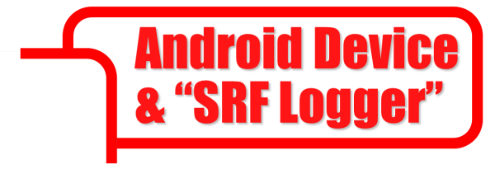 Android Device
& “SRF Logger”